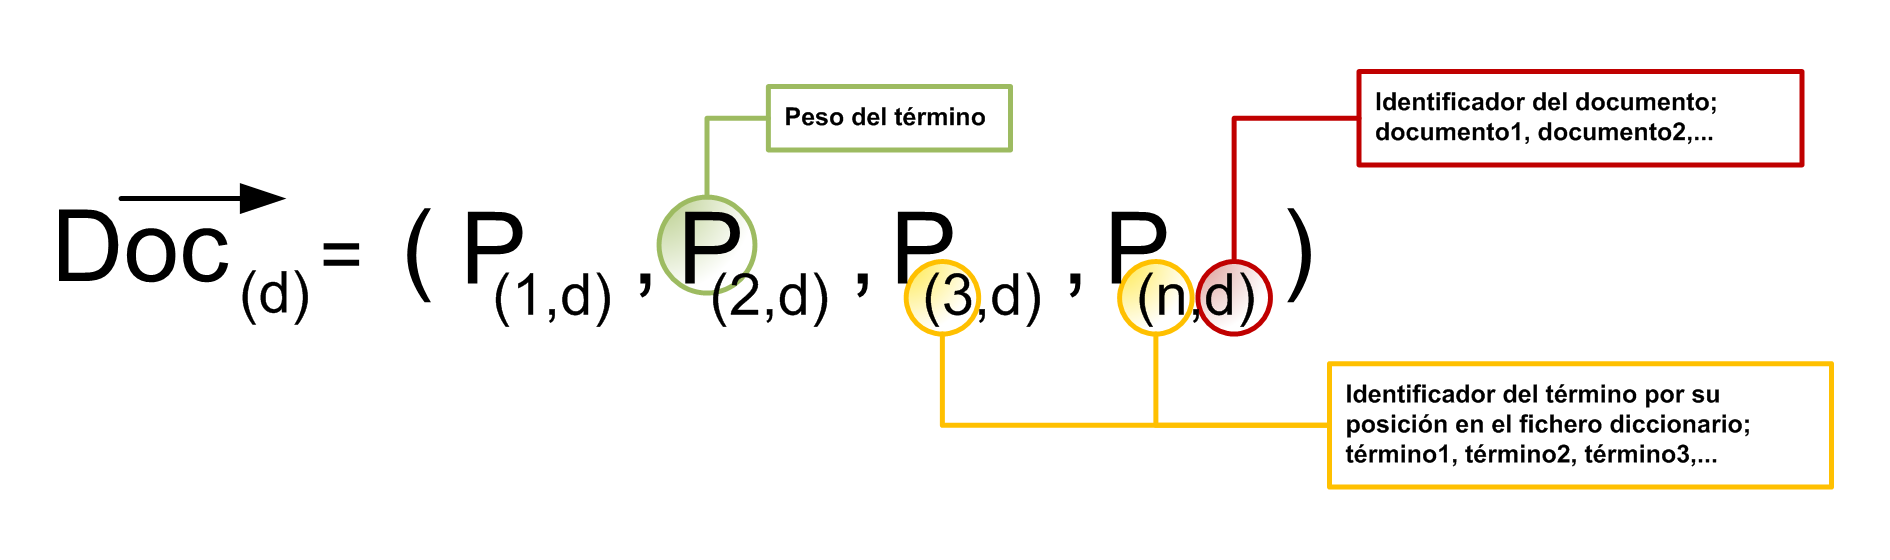 Peso del término
Identificador del documento;
documento1, documento2,...
Doc(d) = ( P(1,d) , P(2,d) , P(3,d) , P(n,d) )
Identificador del término por su
posición en el fichero diccionario;
término1, término2, término3,...